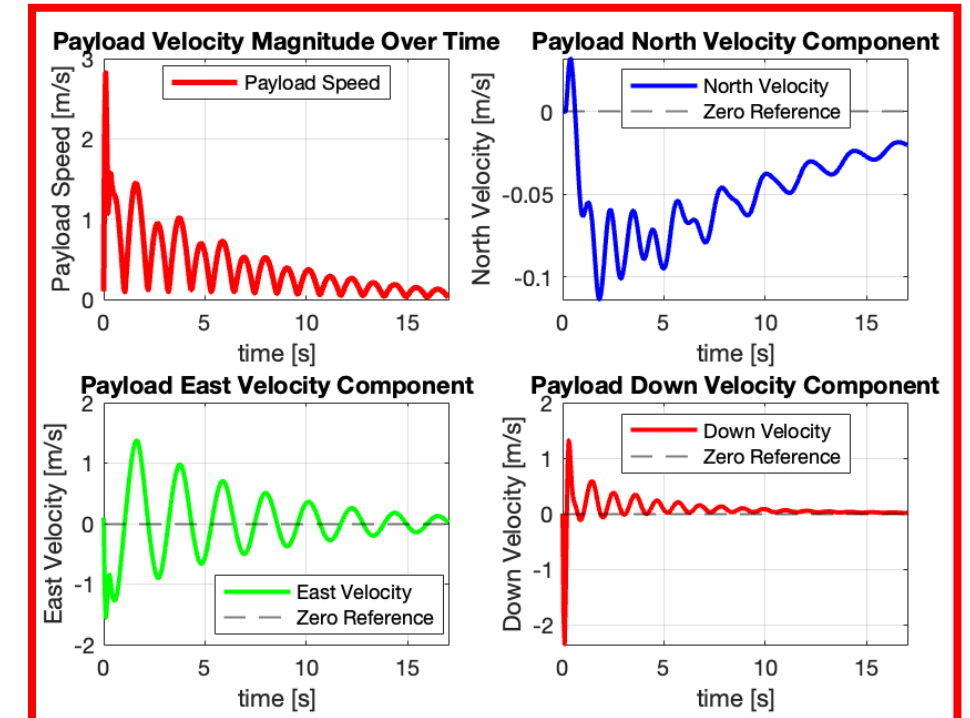 Payload Velocity Magnitude Over Time
3
2
1
0
Payload Speed [m/s]
Payload Speed
0 5 10 15
time [s]
Payload North Velocity Component
0
-0.05
-0.1
North Velocity [m/s]
North Velocity
Zero Reference
0 5 10 15
time [s]
Payload East Velocity Component
2
1
0
-1
-2
East Velocity [m/s]
East Velocity
Zero Reference
0 5 10 15
time [s]
Payload Down Velocity Component
2
1
0
-1
-2
Down Velocity [m/s]
Down Velocity
Zero Reference
0 5 10 15
time [s]